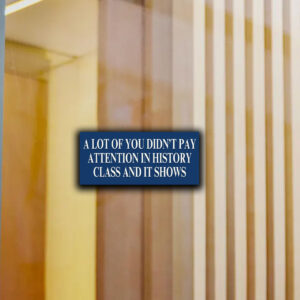 A LOT OF YOU DIDN'T PAY
ATTENTION IN HISTORY
CLASS AND IT SHOWS